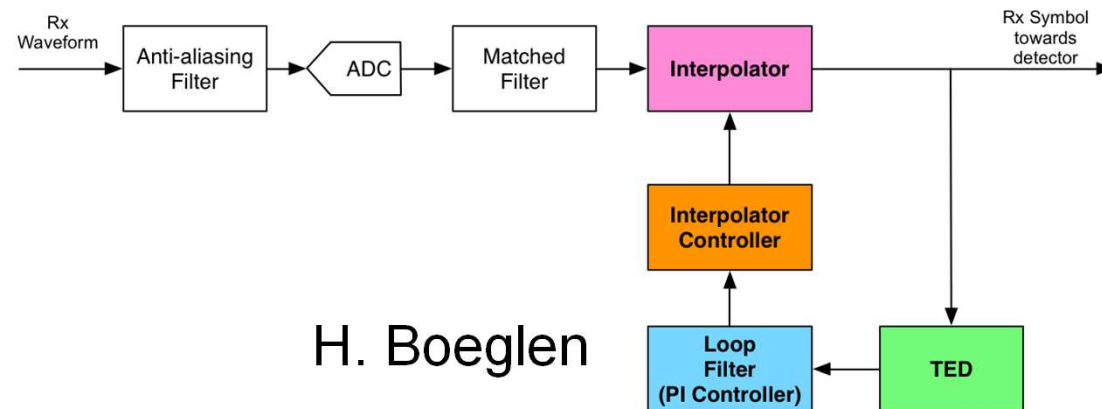 Rx
Waveform
Anti-aliasing
Filter
ADC
Matched
Filter
Interpolator
Rx Symbol
towards
detector
Interpolator
Controller
H. Boeglen
Loop
Filter
(PI Controller)
TED